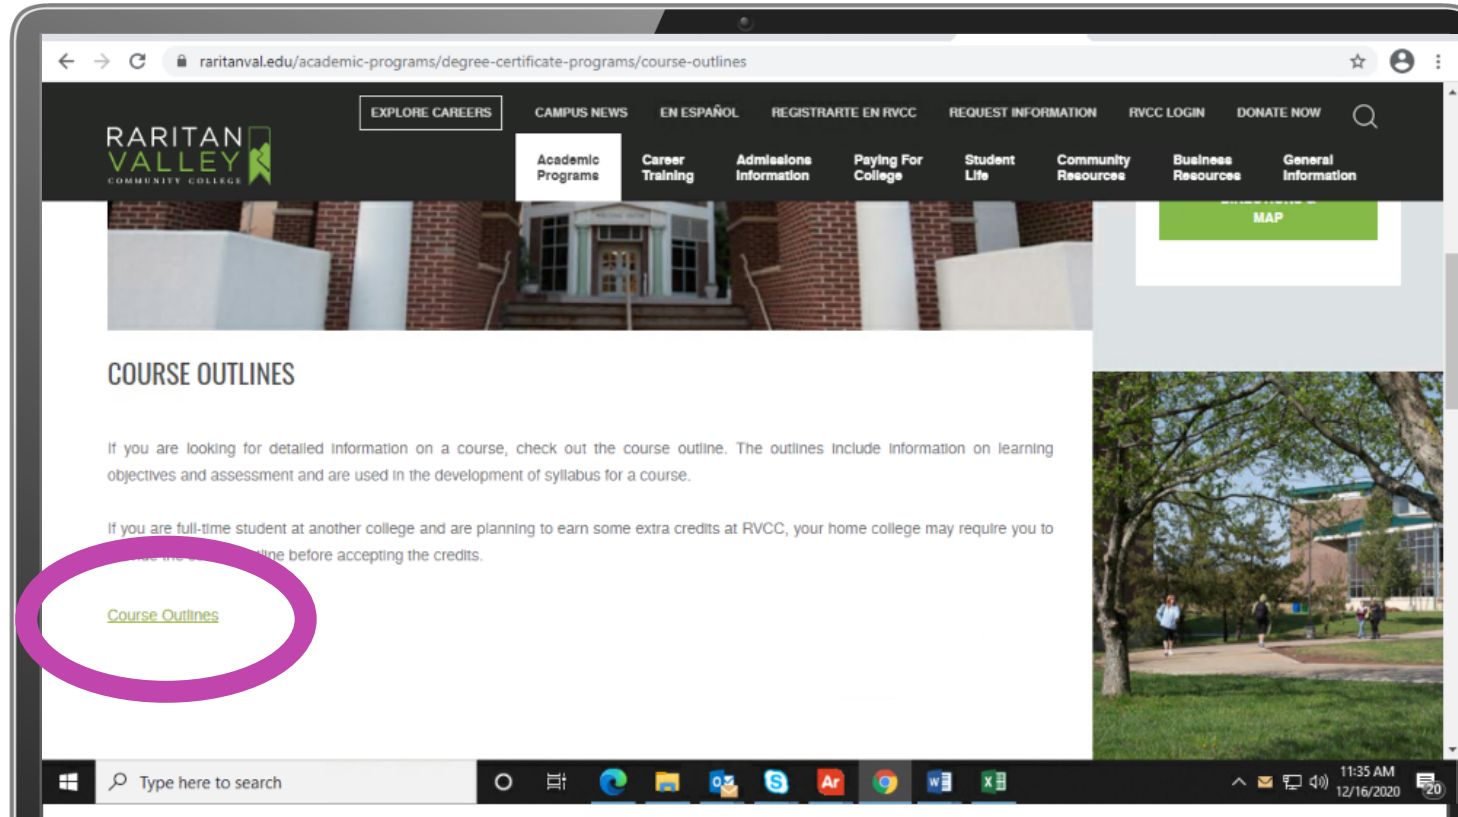 raritanval.edu/academic-programs/degree-certificate-programs/course-outlines
EXPLORE CAREERS CAMPUS NEWS EN ESPAÑOL REGISTRARTE EN RVCC REQUEST INFORMATION RVCC LOGIN DONATE NOW
RARITAN
VALLEY
COMMUNITY COLLEGE
Academic Programs
Career Training
Admissions Information
Paying For College
Student Life
Community Resources
Business Resources
General Information
MAP
COURSE OUTLINES
If you are looking for detailed information on a course, check out the course outline. The outlines include information on learning
objectives and assessment and are used in the development of syllabus for a course.
If you are full-time student at another college and are planning to earn some extra credits at RVCC, your home college may require you to
before accepting the credits.
Course Outlines
Type here to search
11:35 AM
12/16/2020
20